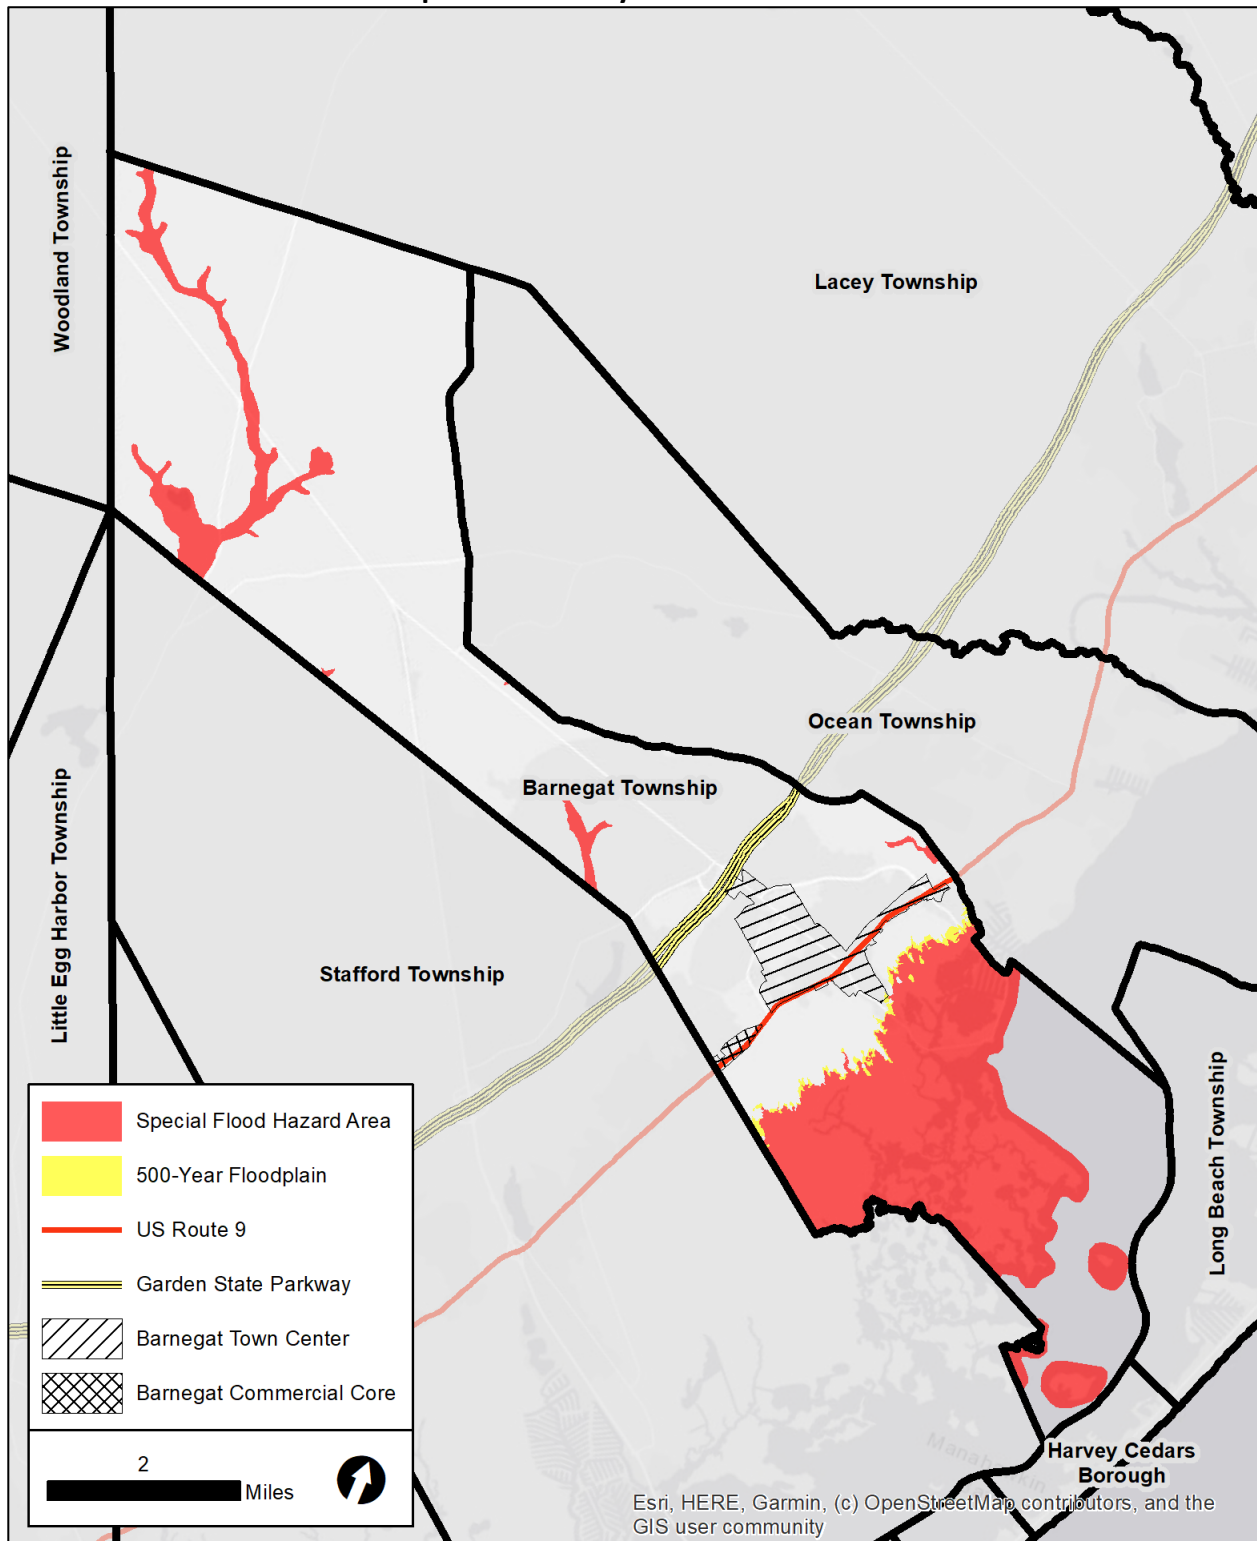 Woodland Township
Lacey Township
Ocean Township
Barnegat Township
Little Egg Harbor Township
Stafford Township
Long Beach Township
Special Flood Hazard Area
500-Year Floodplain
US Route 9
Garden State Parkway
Barnegat Town Center
Barnegat Commercial Core
2
Miles
Harvey Cedars
Borough
Esri, HERE, Garmin, (c) OpenStreetMap contributors, and the
GIS user community